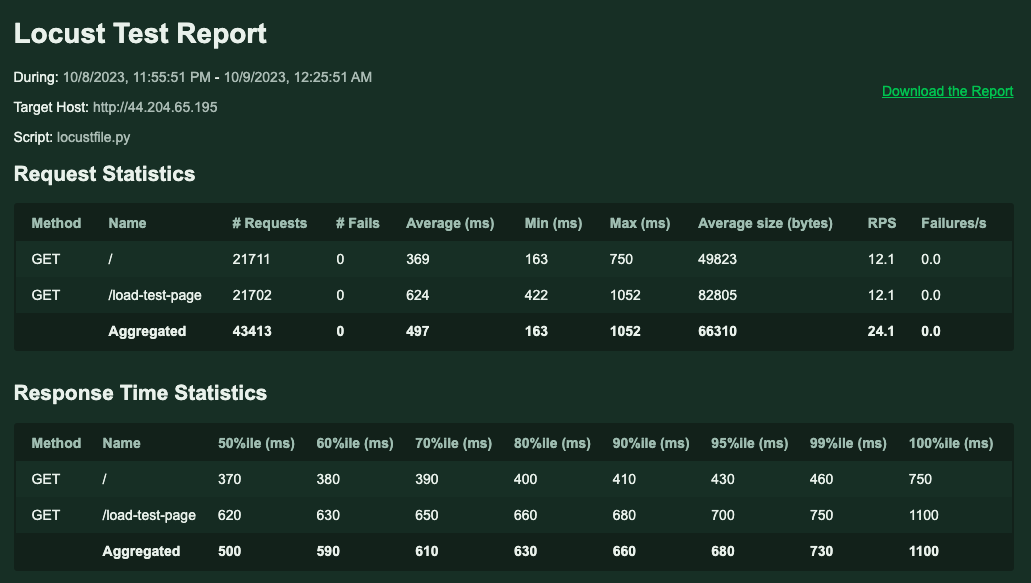 Locust Test Report
During: 10/8/2023, 11:55:51 PM - 10/9/2023, 12:25:51 AM
Download the Report
Target Host: http://44.204.65.195
Script: locustfile.py
Request Statistics
Method Name # Requests # Fails Average (ms) Min (ms) Max (ms) Average size (bytes) RPS Failures/s
GET / 21711 0 369 163 750 49823 12.1 0.0
GET /load-test-page 21702 0 624 422 1052 82805 12.1 0.0
Aggregated 43413 0 497 163 1052 66310 24.1 0.0
Response Time Statistics
Method Name 50%ile (ms) 60%ile (ms) 70%ile (ms) 80%ile (ms) 90%ile (ms) 95%ile (ms) 99%ile (ms) 100%ile (ms)
GET / 370 380 390 400 410 430 460 750
GET /load-test-page 620 630 650 660 680 700 750 1100
Aggregated 500 590 610 630 660 680 730 1100